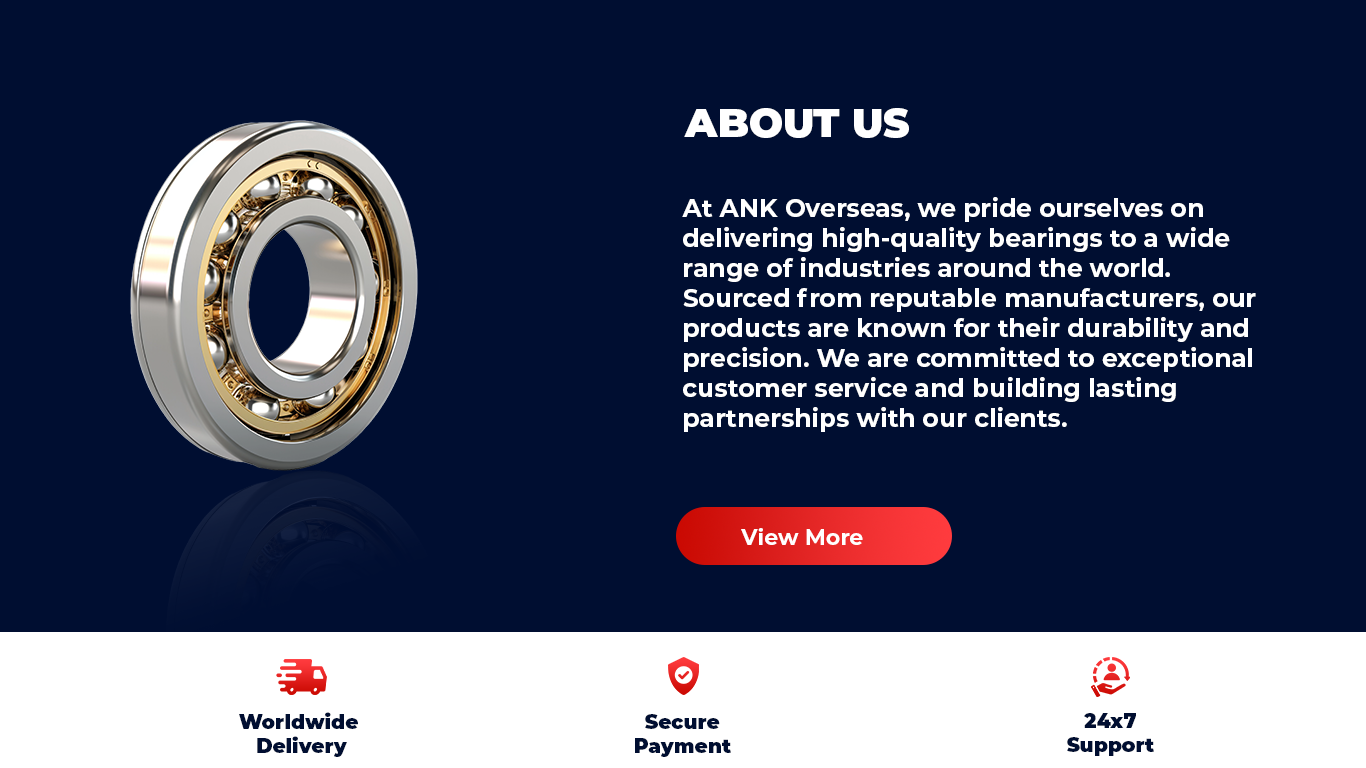 ABOUT US
At ANK Overseas, we pride ourselves on
delivering high-quality bearings to a wide
range of industries around the world.
Sourced from reputable manufacturers, our
products are known for their durability and
precision. We are committed to exceptional
customer service and building lasting
partnerships with our clients.
View More
Worldwide
Delivery
Secure
Payment
24x7
Support